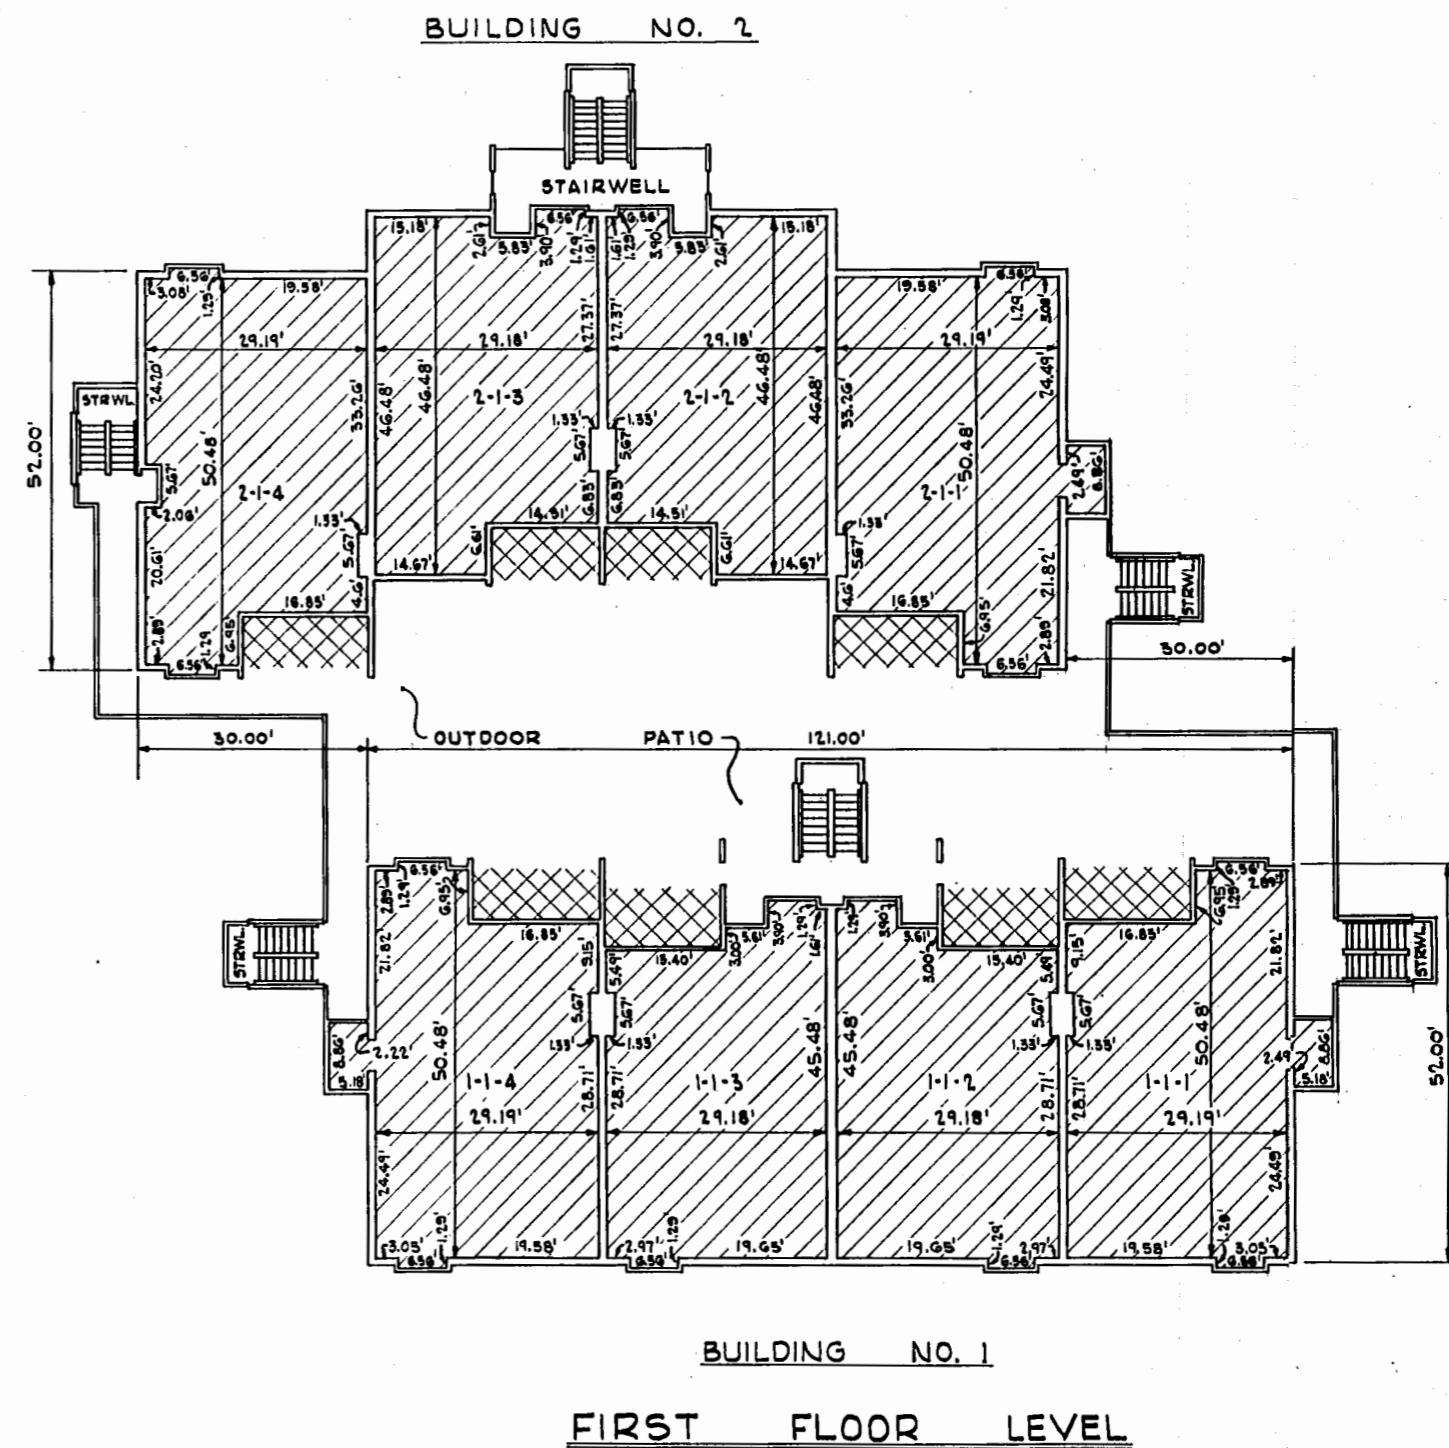 BUILDING NO. 2
STAIRWELL
15.18' 2.61' 5.83' 3.90' 6.56' 1.29' 1.61' 1.61' 1.29' 6.56' 3.90' 5.83' 2.61' 15.18'
6.56' 3.08' 1.29' 19.58' 19.58' 6.56' 1.29' 3.08'
27.37' 27.37'
29.19' 29.18' 29.18' 29.19'
24.20' 33.26' 46.48' 46.48' 46.48' 46.48' 33.26' 24.49'
STRWL.
2-1-3 2-1-2
1.33' 1.33'
52.00' 5.67' 50.48' 5.67' 5.67' 50.48' 2.69' 8.86'
2-1-4 2-1-1
2.06' 1.33' 6.83' 6.83' 1.33'
14.51' 14.51'
20.61' 5.67' 6.61' 6.61' 5.67' 21.82'
4.6' 14.67' 14.67' 4.6'
STRWL.
16.85' 16.85'
2.89' 1.29 6.95' 6.95' 2.89'
6.56' 6.56'
30.00'
30.00' OUTDOOR PATIO 121.00'
6.56' 6.56'
2.89' 1.29' 6.95' 6.95' 1.29' 2.89'
16.85' 5.61' 3.90' 1.29' 1.61' 1.29' 3.90' 5.61' 16.85'
STRWL. 21.82' 9.15' 15.40' 3.00' 3.00' 15.40' 9.15' 21.82' STRWL.
5.49' 5.49'
5.67' 5.67' 5.67' 5.67'
8.86' 2.22' 50.48' 1.33' 1.33' 45.48' 45.48' 1.33' 1.33' 50.48' 2.49' 8.86' 52.00'
5.18' 1-1-4 1-1-3 1-1-2 1-1-1 5.18'
28.71' 28.71' 28.71' 28.71'
29.19' 29.18' 29.18' 29.19'
24.49' 24.49'
3.05' 1.29' 19.58' 2.97' 1.29' 19.65' 19.65' 1.29' 2.97' 19.58' 1.29' 3.05'
6.56' 6.56' 6.56' 6.56'
BUILDING NO. 1
FIRST FLOOR LEVEL